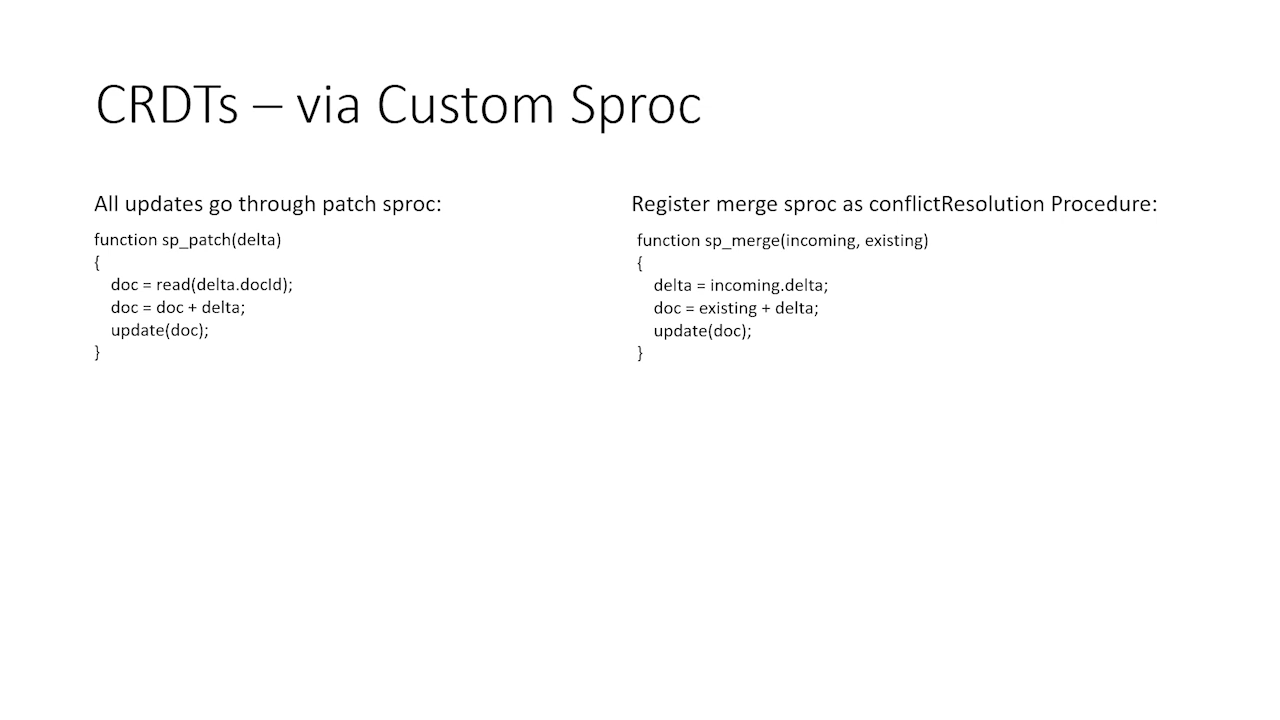 CRDTs – via Custom Sproc
All updates go through patch sproc:
function sp_patch(delta)
{
doc = read(delta.docId);
doc = doc + delta;
update(doc);
}
Register merge sproc as conflictResolution Procedure:
function sp_merge(incoming, existing)
{
delta = incoming.delta;
doc = existing + delta;
update(doc);
}